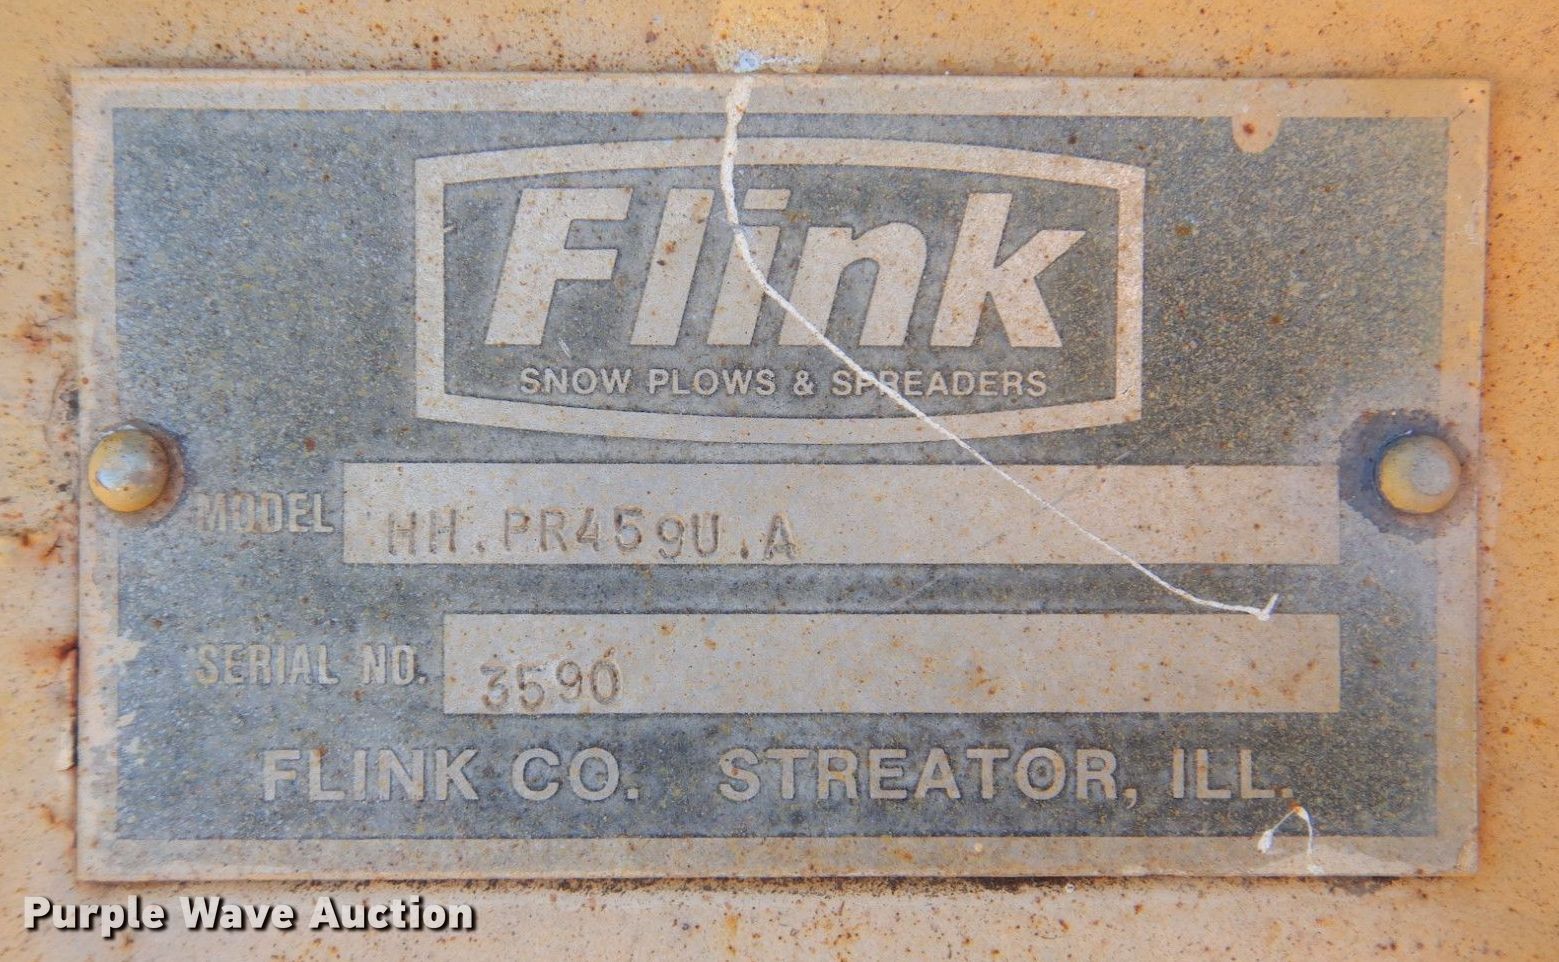 Flink
SNOW PLOWS & SPREADERS
MODEL HH.PR459U.A
SERIAL NO. 3590
FLINK CO. STREATOR, ILL.
Purple Wave Auction